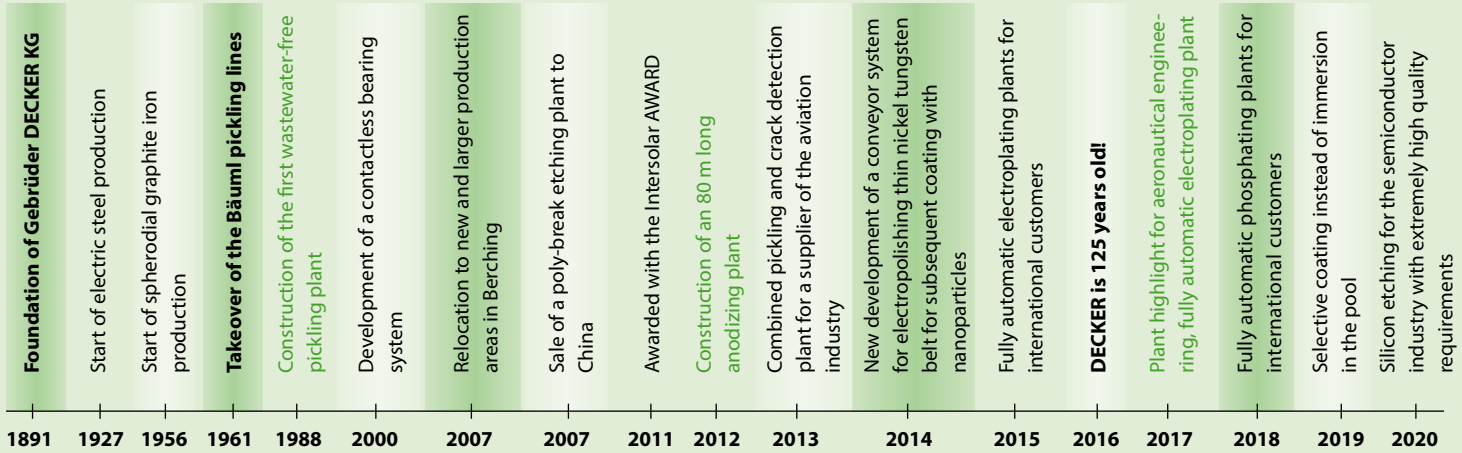 Foundation of Gebrüder DECKER KG
1891
Start of electric steel production
1927
Start of spherodial graphite iron
production
1956
Takeover of the Bäuml pickling lines
1961
Construction of the first wastewater-free
pickling plant
1988
Development of a contactless bearing
system
2000
Relocation to new and larger production
areas in Berching
2007
Sale of a poly-break etching plant to
China
2007
Awarded with the Intersolar AWARD
2011
Construction of an 80 m long
anodizing plant
2012
Combined pickling and crack detection
plant for a supplier of the aviation
industry
2013
New development of a conveyor system
for electropolishing thin nickel tungsten
belt for subsequent coating with
nanoparticles
2014
Fully automatic electroplating plants for
international customers
2015
DECKER is 125 years old!
2016
Plant highlight for aeronautical enginee-
ring, fully automatic electroplating plant
2017
Fully automatic phosphating plants for
international customers
2018
Selective coating instead of immersion
in the pool
2019
Silicon etching for the semiconductor
industry with extremely high quality
requirements
2020